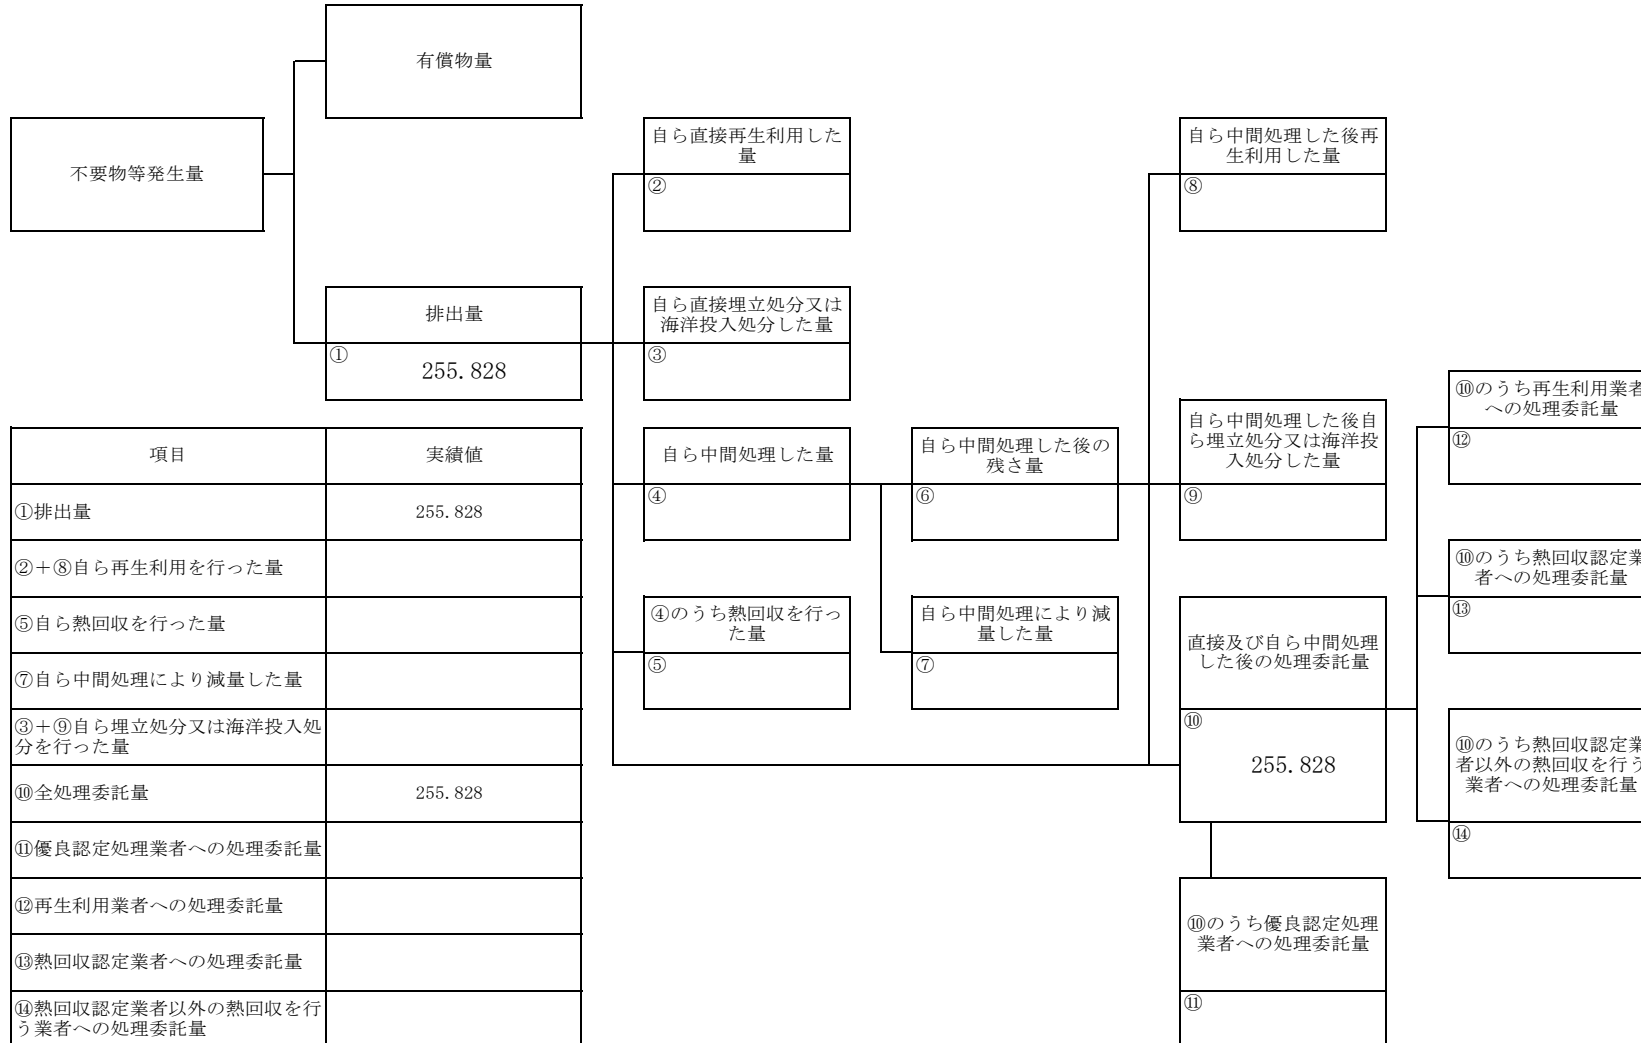 有償物量
不要物等発生量
自ら直接再生利用した
量
②
自ら中間処理した後再
生利用した量
⑧
排出量
①
255.828
自ら直接埋立処分又は
海洋投入処分した量
③
自ら中間処理した量
④
自ら中間処理した後の
残さ量
⑥
自ら中間処理した後自
ら埋立処分又は海洋投
入処分した量
⑨
⑩のうち再生利用業者
への処理委託量
⑫
④のうち熱回収を行っ
た量
⑤
自ら中間処理により減
量した量
⑦
直接及び自ら中間処理
した後の処理委託量
⑩
255.828
⑩のうち熱回収認定業
者への処理委託量
⑬
⑩のうち熱回収認定業
者以外の熱回収を行う
業者への処理委託量
⑭
⑩のうち優良認定処理
業者への処理委託量
⑪
項目 実績値
①排出量 255.828
②＋⑧自ら再生利用を行った量
⑤自ら熱回収を行った量
⑦自ら中間処理により減量した量
③＋⑨自ら埋立処分又は海洋投入処
分を行った量
⑩全処理委託量 255.828
⑪優良認定処理業者への処理委託量
⑫再生利用業者への処理委託量
⑬熱回収認定業者への処理委託量
⑭熱回収認定業者以外の熱回収を行
う業者への処理委託量